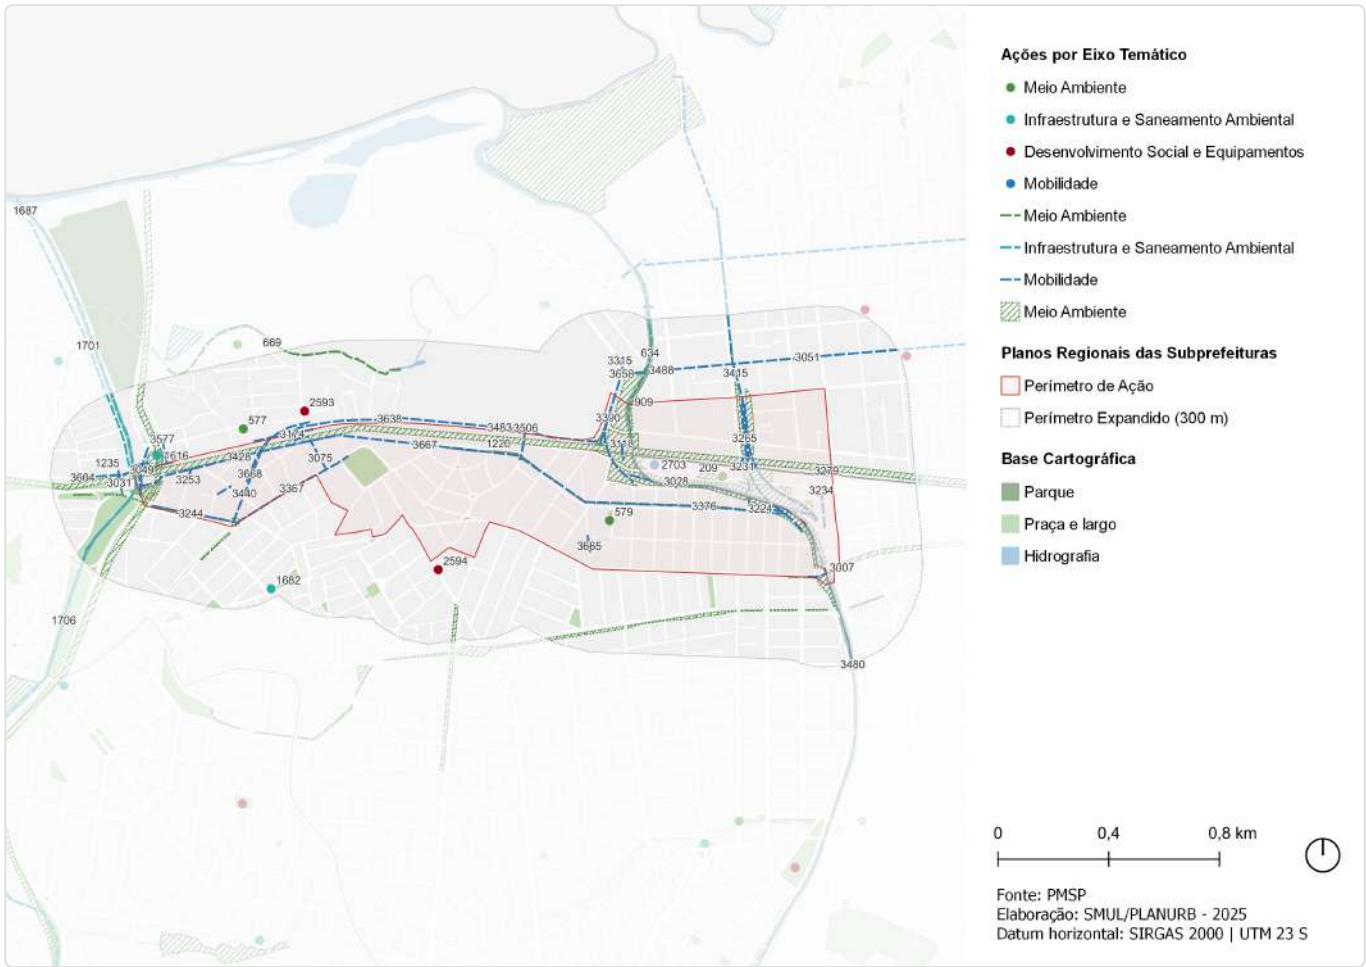 Ações por Eixo Temático
Meio Ambiente
Infraestrutura e Saneamento Ambiental
Desenvolvimento Social e Equipamentos
Mobilidade
Meio Ambiente
Infraestrutura e Saneamento Ambiental
Mobilidade
Meio Ambiente
Planos Regionais das Subprefeituras
Perímetro de Ação
Perímetro Expandido (300 m)
Base Cartográfica
Parque
Praça e largo
Hidrografia
0 0,4 0,8 km
Fonte: PMSP
Elaboração: SMUL/PLANURB - 2025
Datum horizontal: SIRGAS 2000 | UTM 23 S
1687
1701
669
634
3315
3488
3051
3658
3415
2593
909
577
3638
3390
3483
3506
3577
3174
3118
3265
1220
3667
1616
3428
3075
1235
3049
3668
2703
209
3231
3279
3604
3031
3253
3028
3440
3367
3234
3244
579
3376
3224
3665
2594
3007
1682
1706
3480